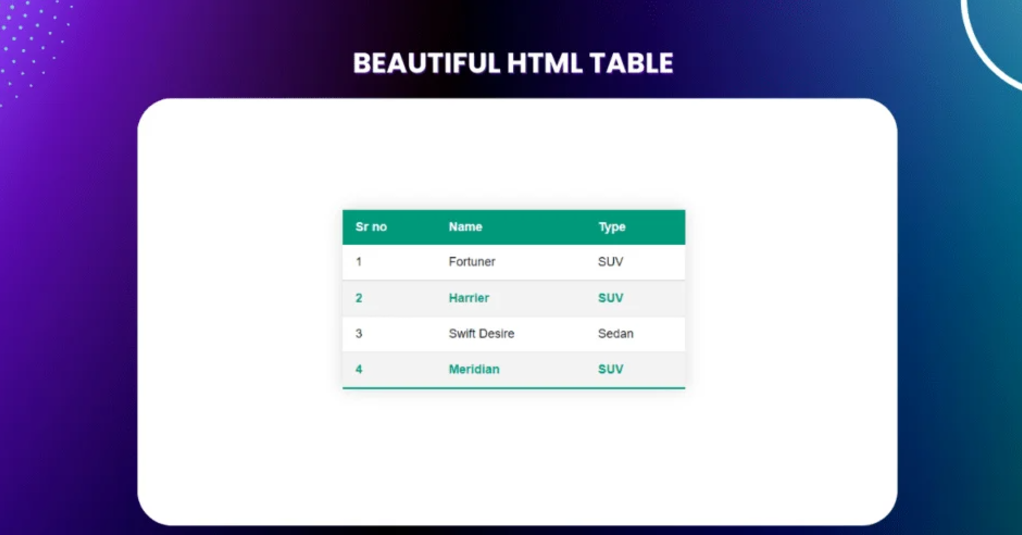 BEAUTIFUL HTML TABLE
Sr no Name Type
1 Fortuner SUV
2 Harrier SUV
3 Swift Desire Sedan
4 Meridian SUV